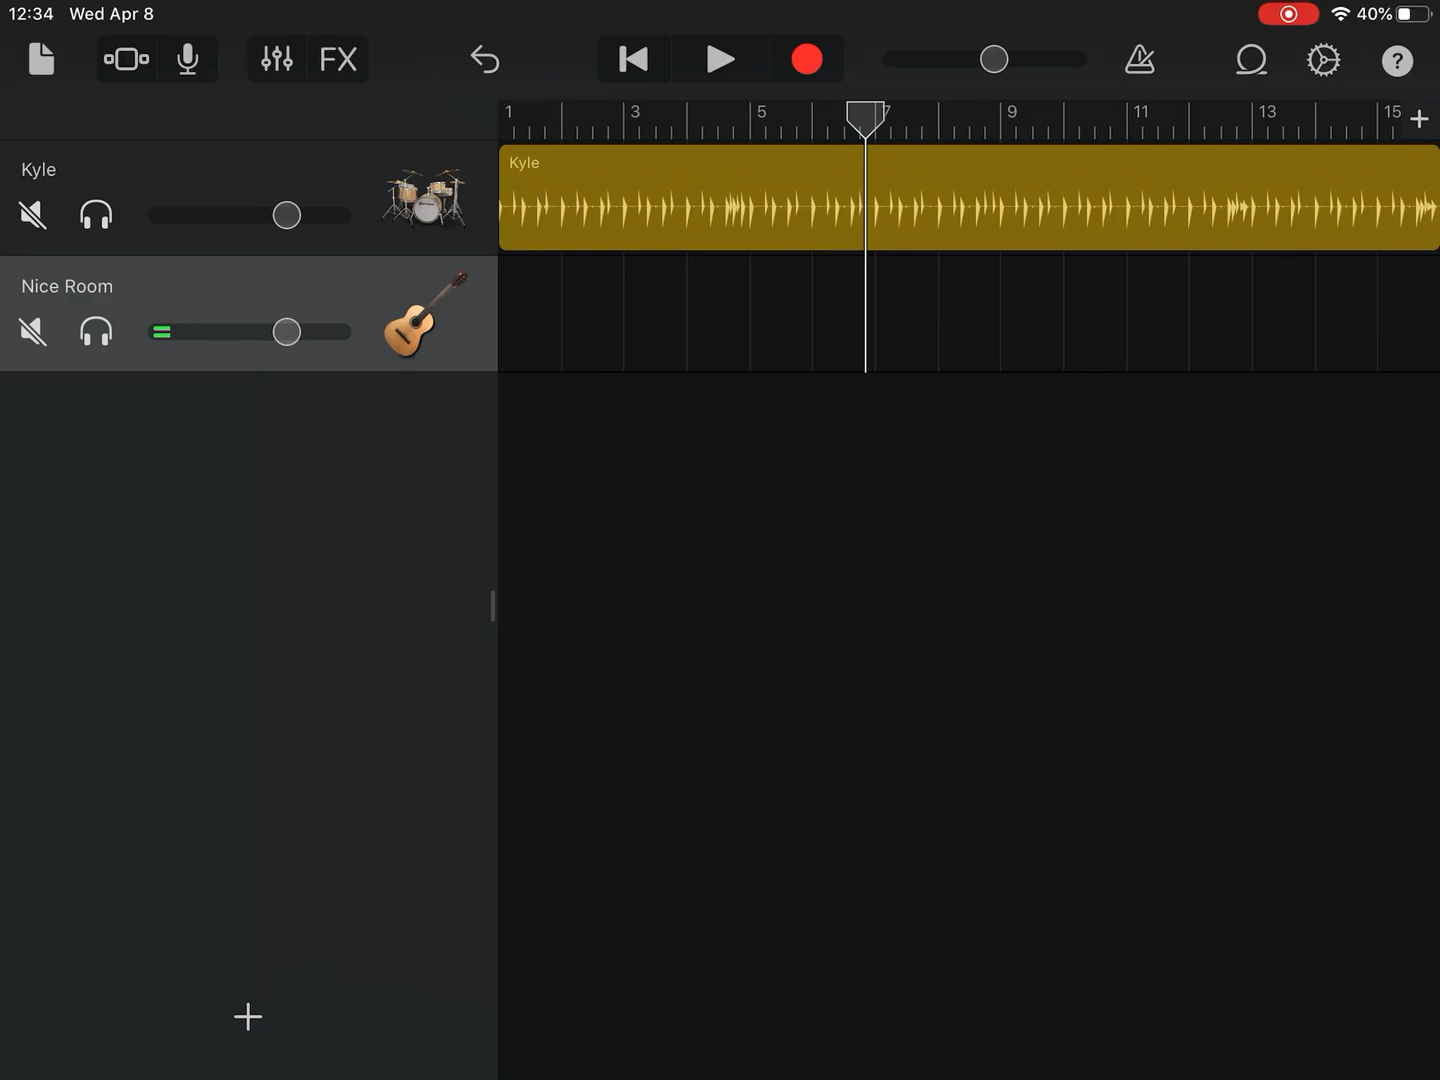 12:34 Wed Apr 8 40%
FX ?
1 3 5 7 9 11 13 15 +
Kyle
Kyle
Nice Room
+